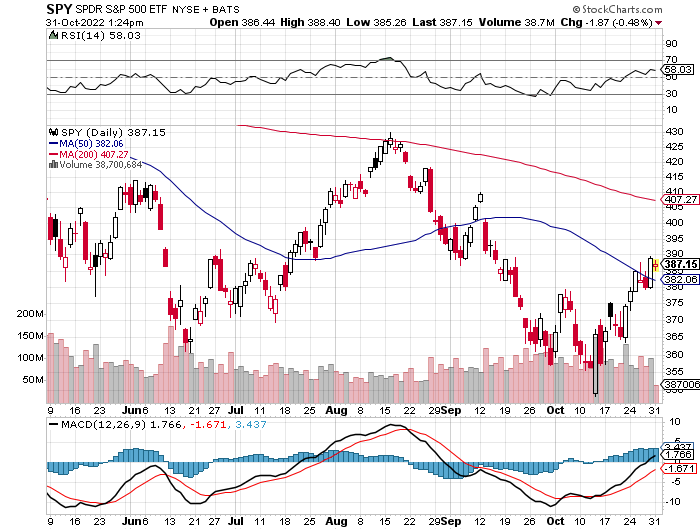 SPY SPDR S&P 500 ETF NYSE + BATS © StockCharts.com
31-Oct-2022 1:24pm Open 386.44 High 388.40 Low 385.26 Last 387.15 Volume 38.7M Chg -1.87 (-0.48%)
RSI(14) 58.03
90
70
58.03
50
30
10
SPY (Daily) 387.15
MA(50) 382.06
MA(200) 407.27
Volume 38,700,684
430
425
420
415
410
407.27
405
400
395
390
387.15
385
382.06
380
375
370
365
360
355
350
200M
150M
100M
50M
38700684
9 16 23 Jun 6 13 21 Jul 11 18 25 Aug 8 15 22 29 Sep 12 19 26 Oct 10 17 24 31
MACD(12,26,9) 1.766, -1.671, 3.437
10
5
3.437
1.766
-1.671
-5
-10
9 16 23 Jun 6 13 21 Jul 11 18 25 Aug 8 15 22 29 Sep 12 19 26 Oct 10 17 24 31